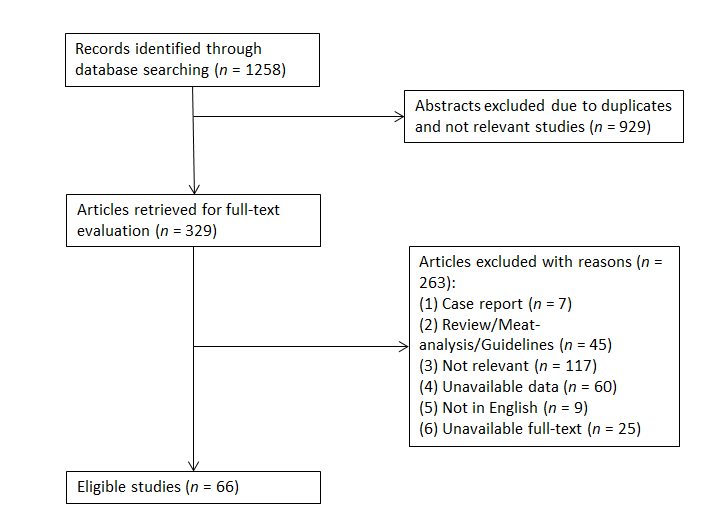 Records identified through
database searching (n = 1258)
Abstracts excluded due to duplicates
and not relevant studies (n = 929)
Articles retrieved for full-text
evaluation (n = 329)
Articles excluded with reasons (n =
263):
(1) Case report (n = 7)
(2) Review/Meat-
analysis/Guidelines (n = 45)
(3) Not relevant (n = 117)
(4) Unavailable data (n = 60)
(5) Not in English (n = 9)
(6) Unavailable full-text (n = 25)
Eligible studies (n = 66)